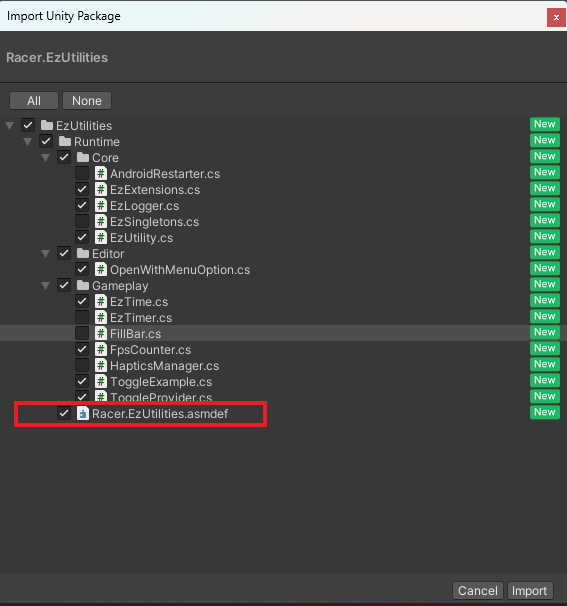 Import Unity Package
x
Racer.EzUtilities
All None
EzUtilities New
Runtime New
Core New
# AndroidRestarter.cs New
# EzExtensions.cs New
# EzLogger.cs New
# EzSingletons.cs New
# EzUtility.cs New
Editor New
# OpenWithMenuOption.cs New
Gameplay New
# EzTime.cs New
# EzTimer.cs New
# FillBar.cs New
# FpsCounter.cs New
# HapticsManager.cs New
# ToggleExample.cs New
# ToggleProvider.cs New
Racer.EzUtilities.asmdef New
Cancel Import